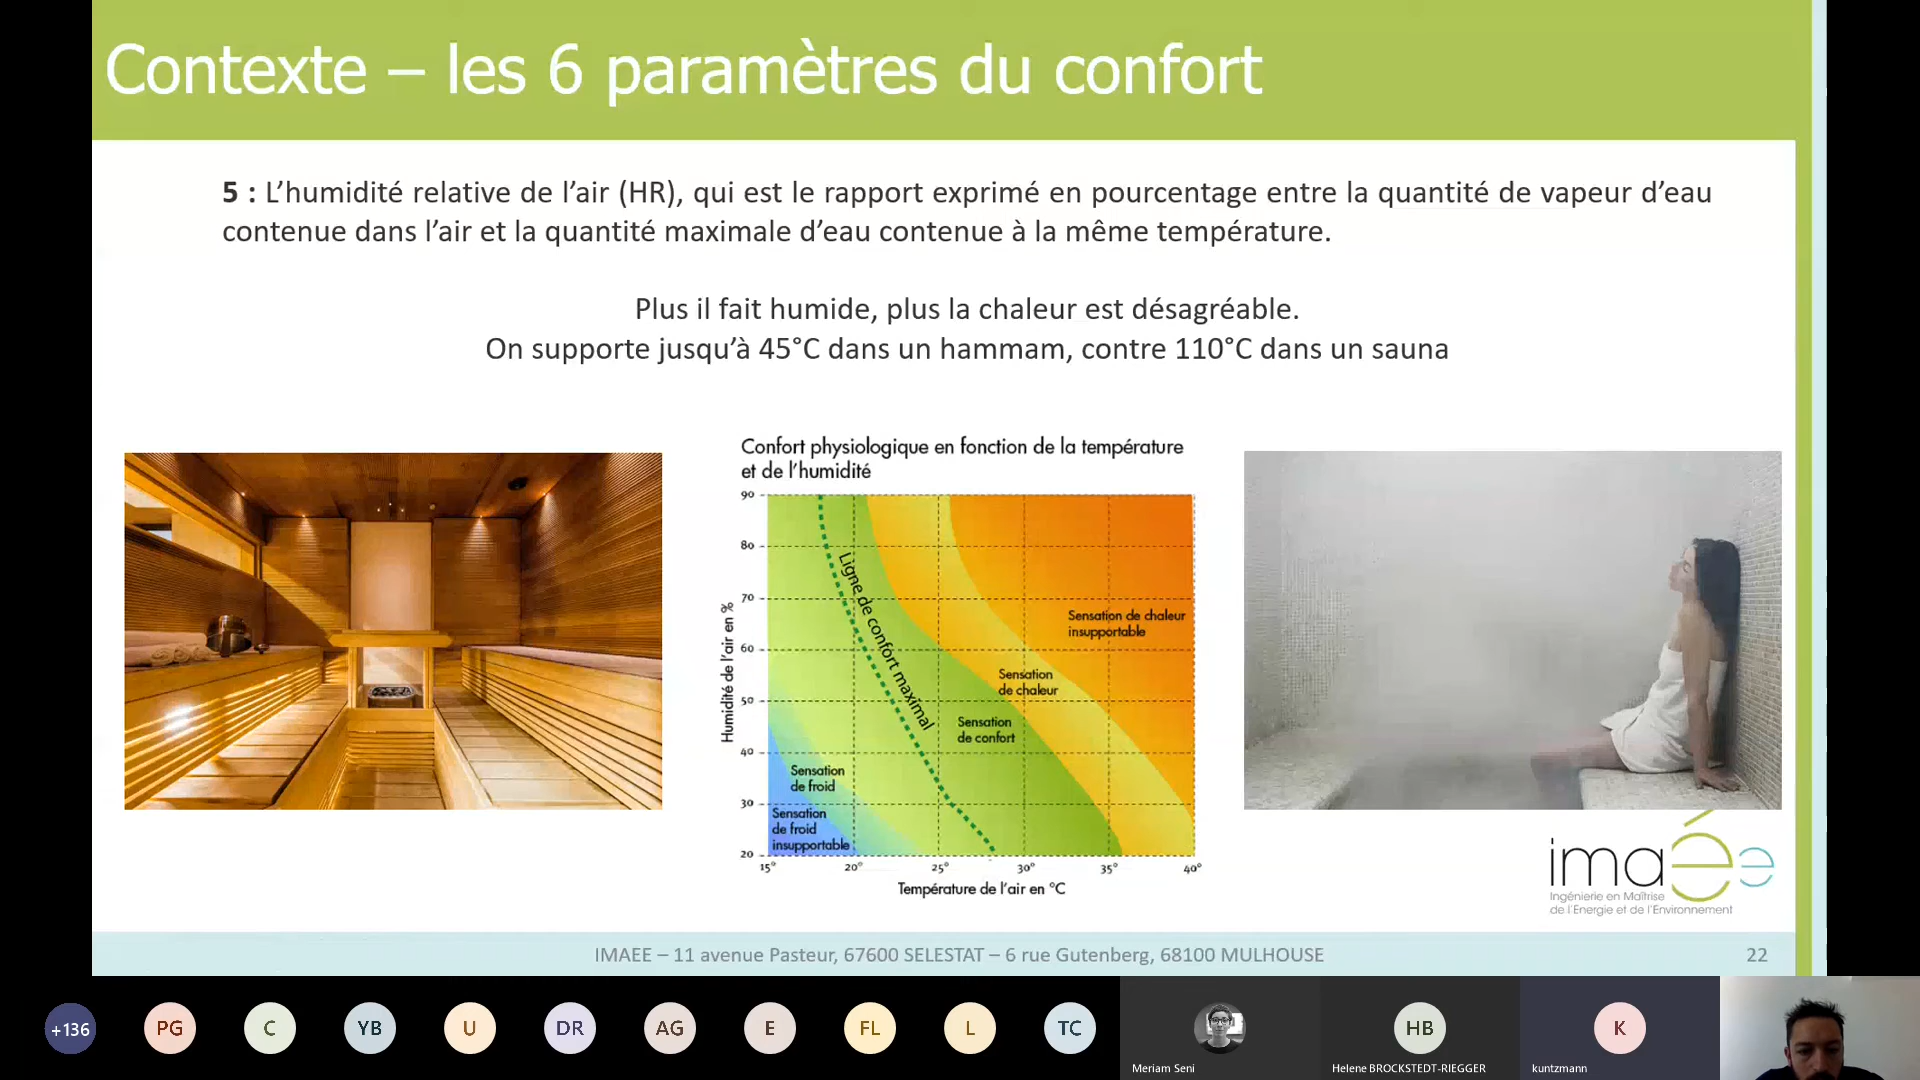 Contexte – les 6 paramètres du confort
5 : L’humidité relative de l’air (HR), qui est le rapport exprimé en pourcentage entre la quantité de vapeur d’eau
contenue dans l’air et la quantité maximale d’eau contenue à la même température.
Plus il fait humide, plus la chaleur est désagréable.
On supporte jusqu’à 45°C dans un hammam, contre 110°C dans un sauna
Confort physiologique en fonction de la température
et de l’humidité
Humidité de l’air en %
90
80
70
60
50
40
30
20
Ligne de confort maximal
Sensation de chaleur
insupportable
Sensation
de chaleur
Sensation
de confort
Sensation
de froid
Sensation
de froid
insupportable
15° 20° 25° 30° 35° 40°
Température de l’air en °C
imaée
Ingénierie en Maîtrise
de l’Energie et de l’Environnement
IMAEE – 11 avenue Pasteur, 67600 SELESTAT – 6 rue Gutenberg, 68100 MULHOUSE
22
+136 PG C YB U DR AG E FL L TC HB K
Meriam Seni
Helene BROCKSTEDT-RIEGGER
kuntzmann